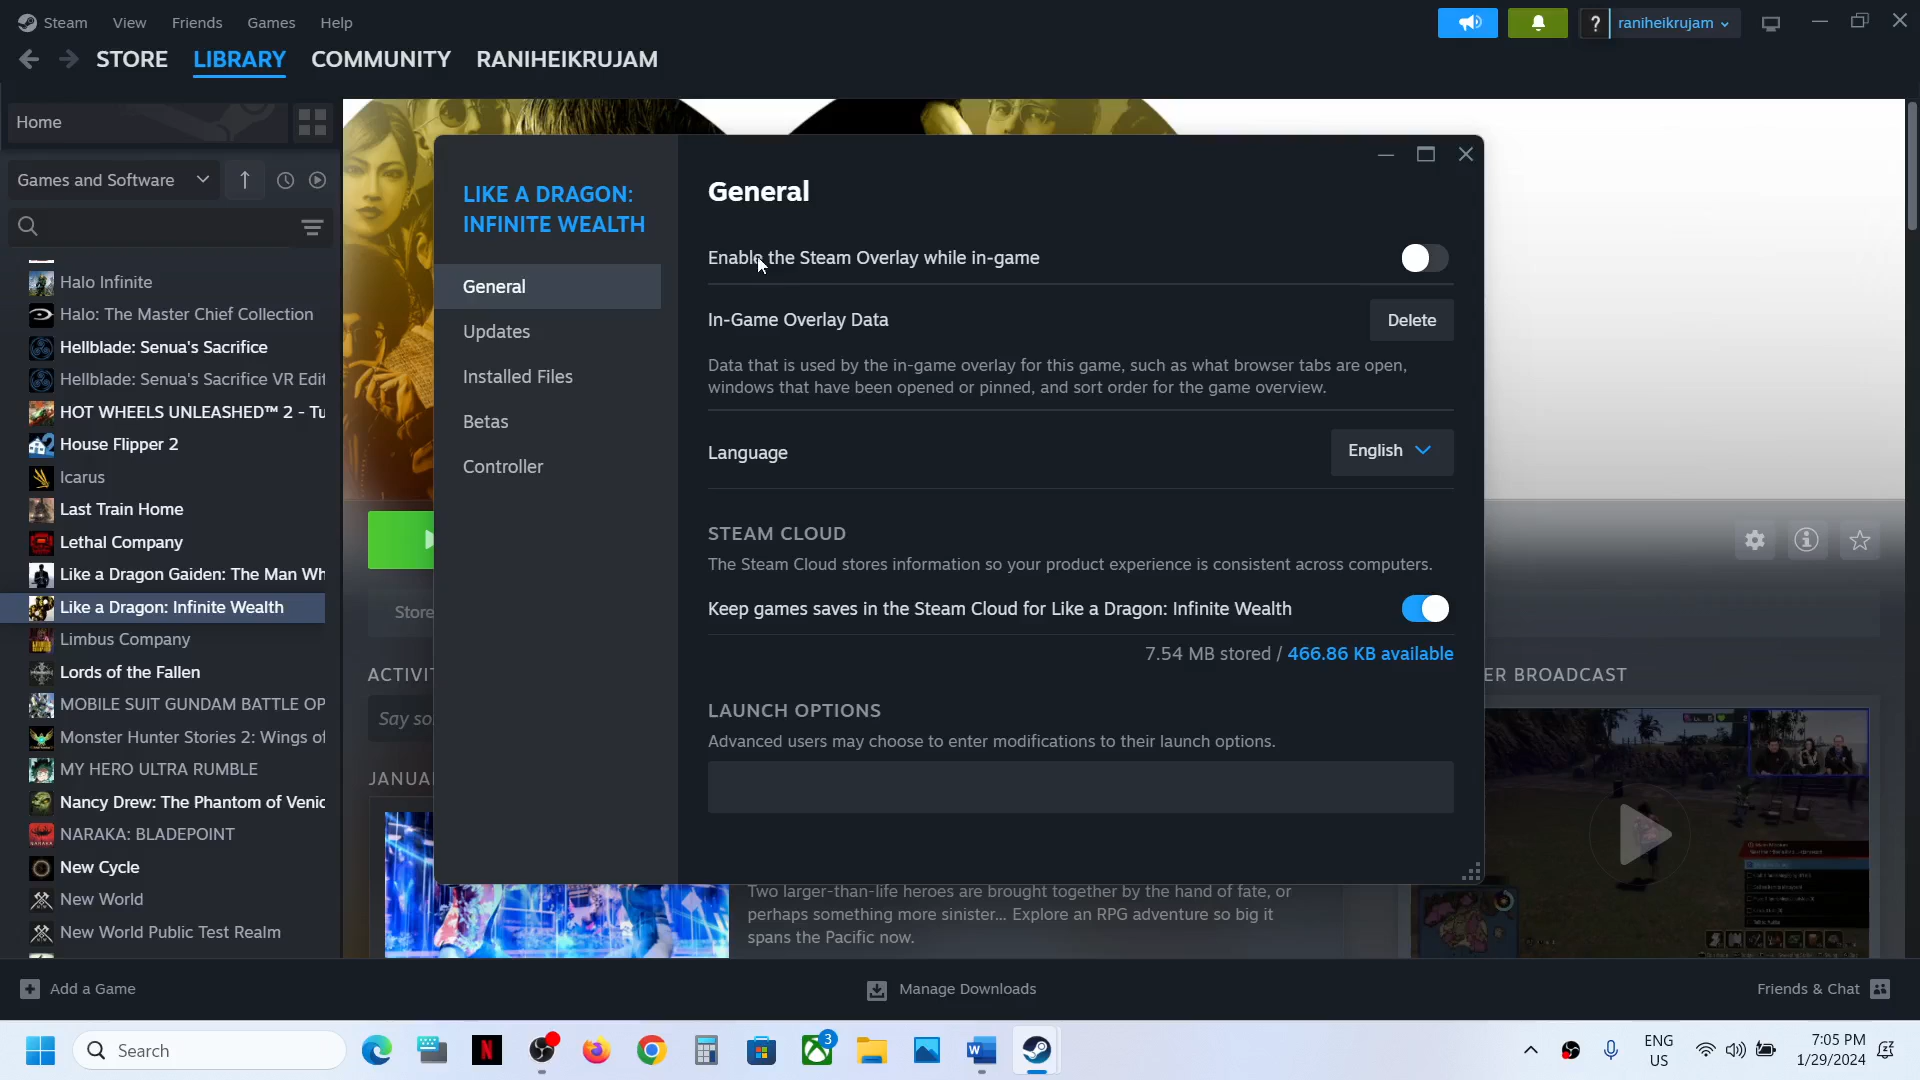 Steam View Friends Games Help
? raniheikrujam
STORE LIBRARY COMMUNITY RANIHEIKRUJAM
Home
Games and Software
Halo Infinite
Halo: The Master Chief Collection
Hellblade: Senua's Sacrifice
Hellblade: Senua's Sacrifice VR Edit
HOT WHEELS UNLEASHED™ 2 - Tu
House Flipper 2
Icarus
Last Train Home
Lethal Company
Like a Dragon Gaiden: The Man Wh
Like a Dragon: Infinite Wealth
Limbus Company
Lords of the Fallen
MOBILE SUIT GUNDAM BATTLE OP
Monster Hunter Stories 2: Wings of
MY HERO ULTRA RUMBLE
Nancy Drew: The Phantom of Venic
NARAKA: BLADEPOINT
New Cycle
New World
New World Public Test Realm
LIKE A DRAGON:
INFINITE WEALTH
General
Updates
Installed Files
Betas
Controller
General
Enable the Steam Overlay while in-game
In-Game Overlay Data Delete
Data that is used by the in-game overlay for this game, such as what browser tabs are open,
windows that have been opened or pinned, and sort order for the game overview.
Language English
STEAM CLOUD
The Steam Cloud stores information so your product experience is consistent across computers.
Keep games saves in the Steam Cloud for Like a Dragon: Infinite Wealth
7.54 MB stored / 466.86 KB available
LAUNCH OPTIONS
Advanced users may choose to enter modifications to their launch options.
Store
ACTIVIT
Say so
JANUA
ER BROADCAST
Two larger-than-life heroes are brought together by the hand of fate, or
perhaps something more sinister... Explore an RPG adventure so big it
spans the Pacific now.
Add a Game Manage Downloads Friends & Chat
Search
3
ENG
US
7:05 PM
1/29/2024